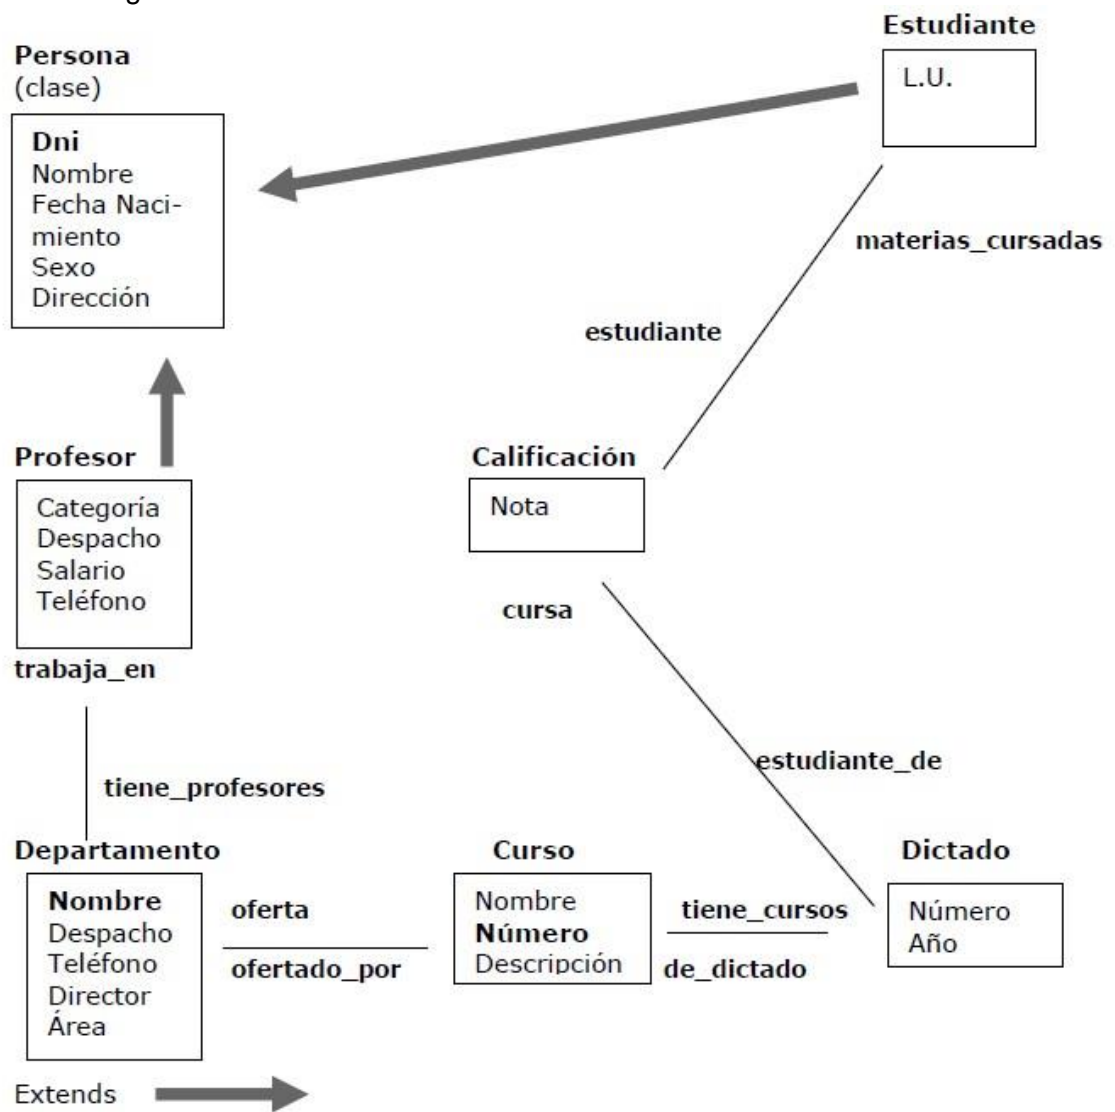 Estudiante
L.U.
Persona
(clase)
Dni
Nombre
Fecha Naci-
miento
Sexo
Dirección
materias_cursadas
estudiante
Profesor
Categoría
Despacho
Salario
Teléfono
trabaja_en
Calificación
Nota
cursa
estudiante_de
tiene_profesores
Departamento
Nombre
Despacho
Teléfono
Director
Área
oferta
ofertado_por
Curso
Nombre
Número
Descripción
tiene_cursos
de_dictado
Dictado
Número
Año
Extends